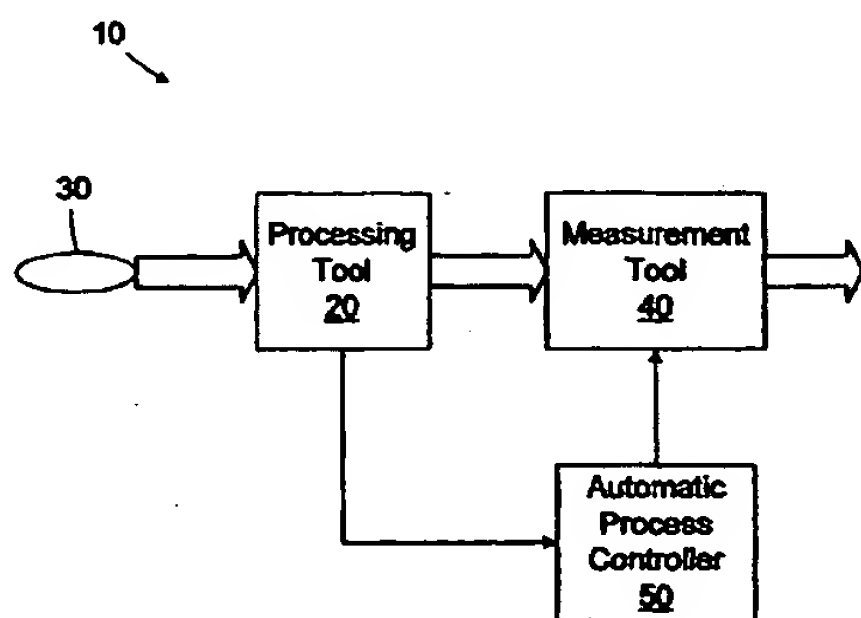 10
30
Processing
Tool
20
Measurement
Tool
40
Automatic
Process
Controller
50